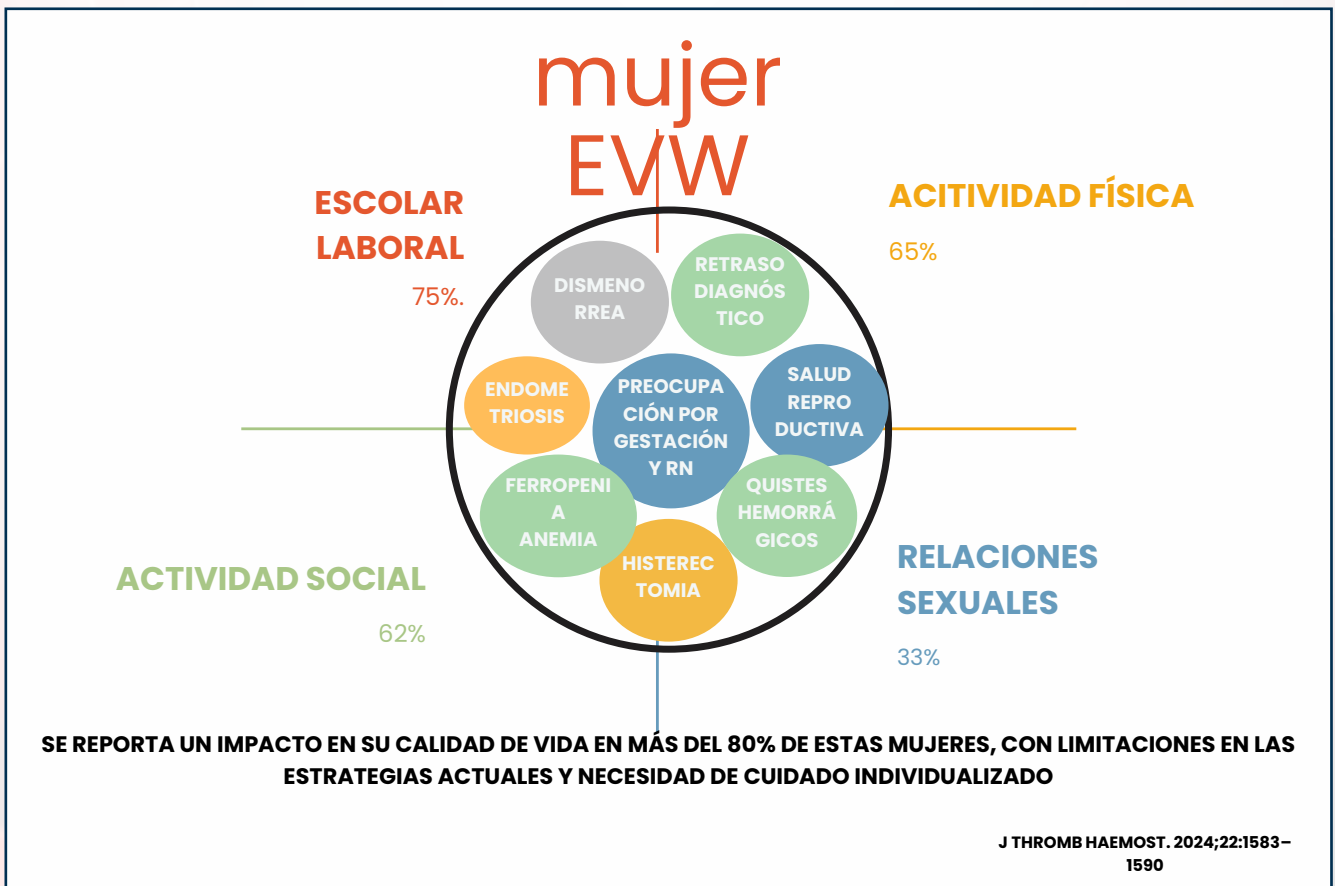 mujer
EVW
ESCOLAR
LABORAL
75%.
ACITIVIDAD FÍSICA
65%
DISMENO
RREA
RETRASO
DIAGNÓS
TICO
ENDOME
TRIOSIS
PREOCUPA
CIÓN POR
GESTACIÓN
Y RN
SALUD
REPRO
DUCTIVA
FERROPENI
A
ANEMIA
QUISTES
HEMORRÁ
GICOS
HISTEREC
TOMIA
ACTIVIDAD SOCIAL
62%
RELACIONES
SEXUALES
33%
SE REPORTA UN IMPACTO EN SU CALIDAD DE VIDA EN MÁS DEL 80% DE ESTAS MUJERES, CON LIMITACIONES EN LAS
ESTRATEGIAS ACTUALES Y NECESIDAD DE CUIDADO INDIVIDUALIZADO
J THROMB HAEMOST. 2024;22:1583–
1590